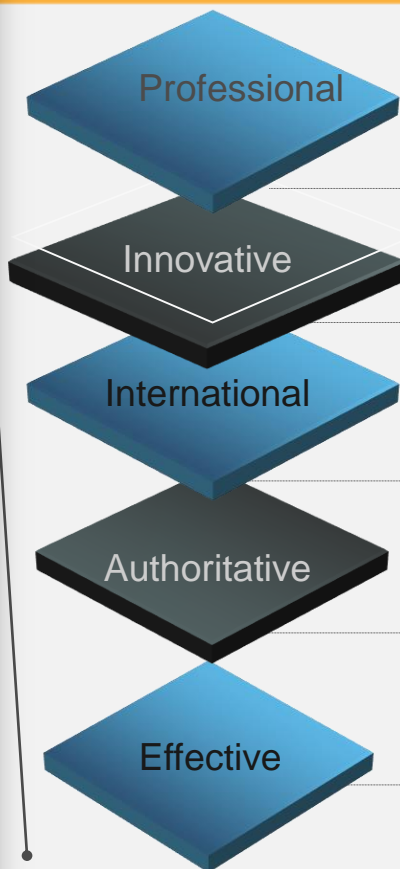 Professional
Innovative
International
Authoritative
Effective